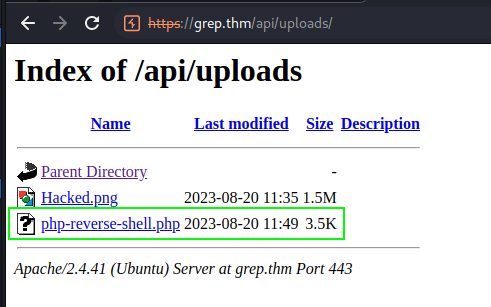 https://grep.thm/api/uploads/
Index of /api/uploads
Name Last modified Size Description
Parent Directory -
Hacked.png 2023-08-20 11:35 1.5M
php-reverse-shell.php 2023-08-20 11:49 3.5K
Apache/2.4.41 (Ubuntu) Server at grep.thm Port 443